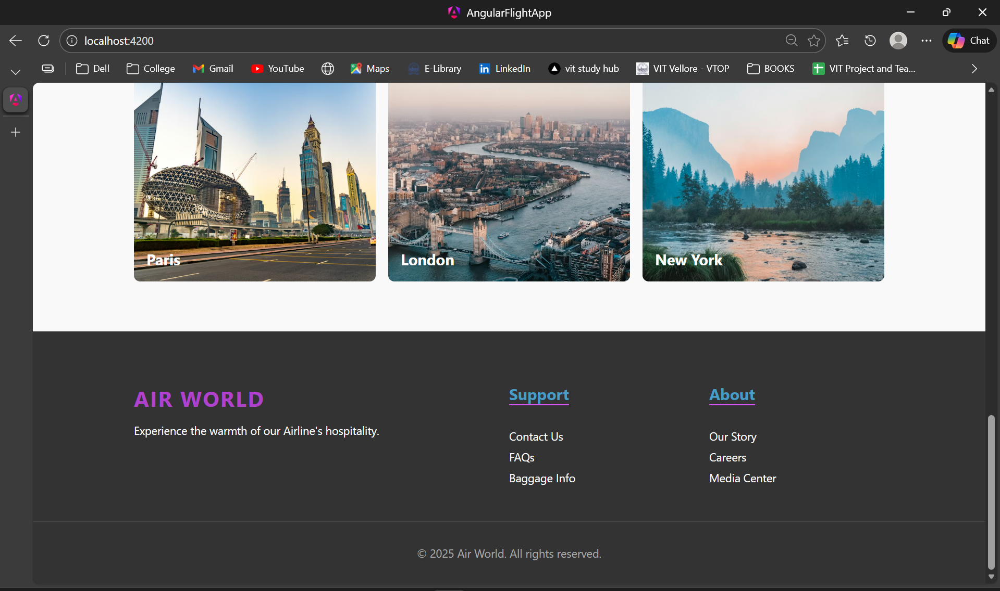 AngularFlightApp
localhost:4200
Chat
Dell
College
Gmail
YouTube
Maps
E-Library
in LinkedIn
vit study hub
VIT Vellore - VTOP
BOOKS
VIT Project and Tea...
Paris
London
New York
AIR WORLD
Experience the warmth of our Airline's hospitality.
Support
Contact Us
FAQs
Baggage Info
About
Our Story
Careers
Media Center
© 2025 Air World. All rights reserved.